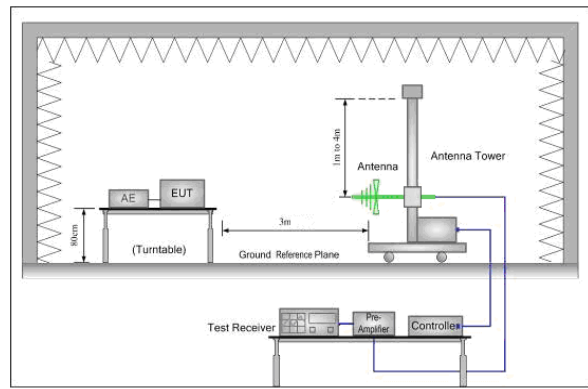 1m to 4m
Antenna
Antenna Tower
AE
EUT
80cm
(Turntable)
3m
Ground Reference Plane
Test Receiver
Pre-
Amplifier
Controller